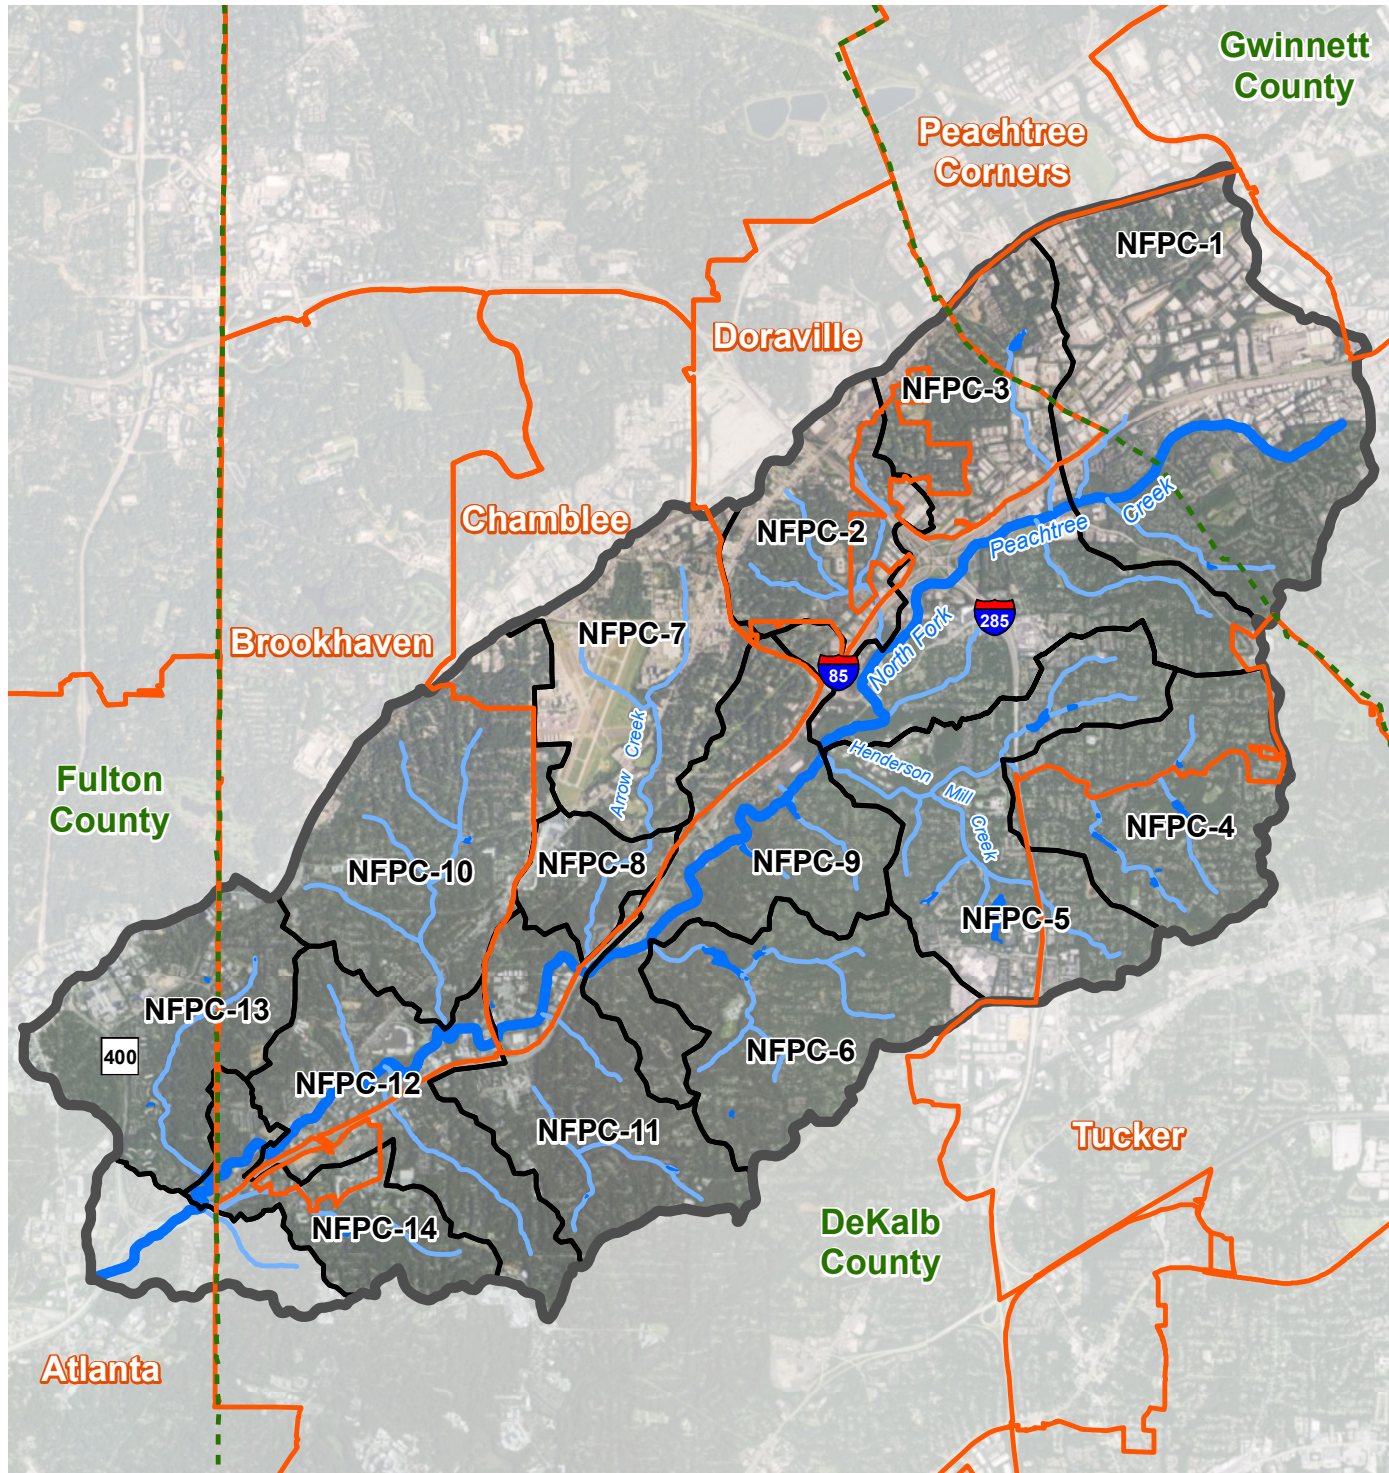 Gwinnett
County
Peachtree
Corners
NFPC-1
Doraville
NFPC-3
Chamble​e
NFPC-2
Peachtree
Creek
285
NFPC-7
Brookhaven
North Fork
85
Arrow Creek
Henderson
Mill
Creek
Fulton
County
NFPC-4
NFPC-10
NFPC-8
NFPC-9
NFPC-5
NFPC-13
400
NFPC-6
NFPC-12
NFPC-11
Tucker
NFPC-14
DeKalb
County
Atlanta